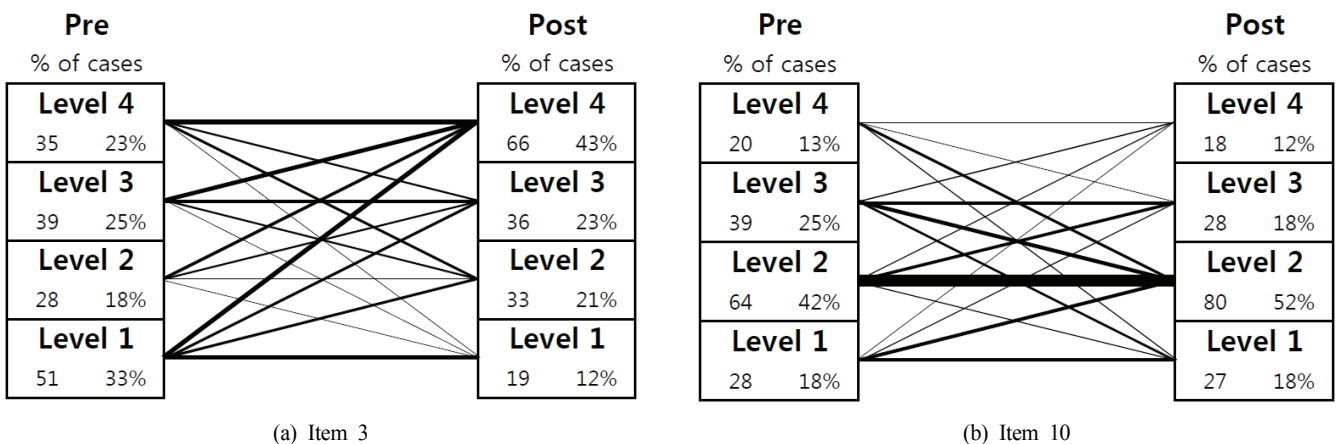 Pre
% of cases
Level 4
35 23%
Level 3
39 25%
Level 2
28 18%
Level 1
51 33%
Post
% of cases
Level 4
66 43%
Level 3
36 23%
Level 2
33 21%
Level 1
19 12%
(a) Item 3
Pre
% of cases
Level 4
20 13%
Level 3
39 25%
Level 2
64 42%
Level 1
28 18%
Post
% of cases
Level 4
18 12%
Level 3
28 18%
Level 2
80 52%
Level 1
27 18%
(b) Item 10